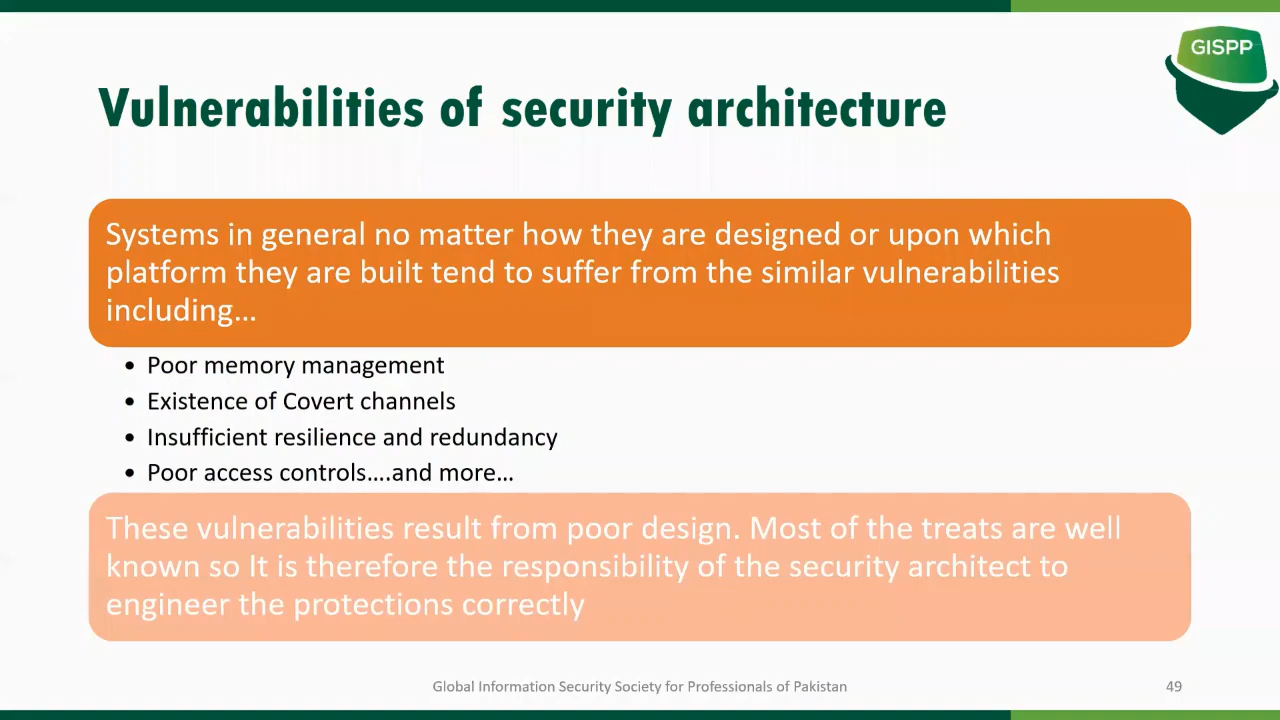 GISPP
Vulnerabilities of security architecture
Systems in general no matter how they are designed or upon which
platform they are built tend to suffer from the similar vulnerabilities
including...
• Poor memory management
• Existence of Covert channels
• Insufficient resilience and redundancy
• Poor access controls....and more...
These vulnerabilities result from poor design. Most of the treats are well
known so It is therefore the responsibility of the security architect to
engineer the protections correctly
Global Information Security Society for Professionals of Pakistan
49